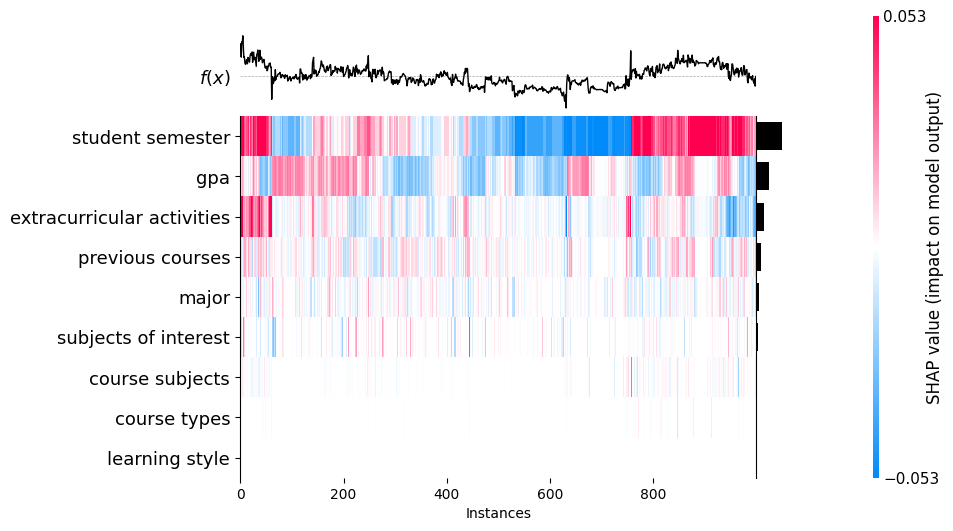 0.053
f(x)
student semester
gpa
extracurricular activities
previous courses
major
subjects of interest
course subjects
course types
learning style
SHAP value (impact on model output)
−0.053
0 200 400 600 800
Instances